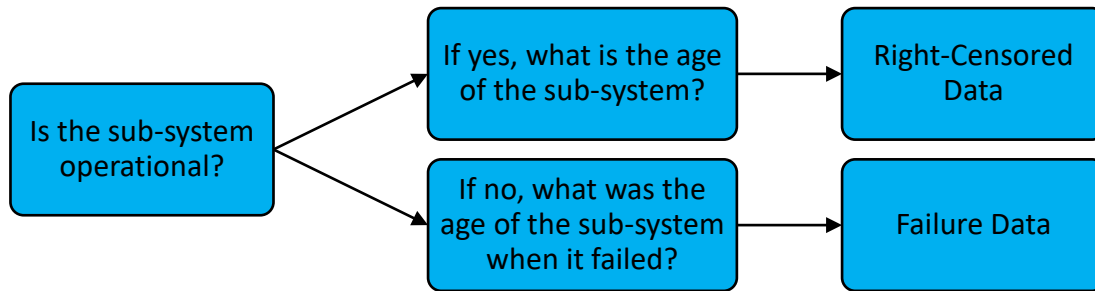 Is the sub-system
operational?
If yes, what is the age
of the sub-system?
Right-Censored
Data
If no, what was the
age of the sub-system
when it failed?
Failure Data